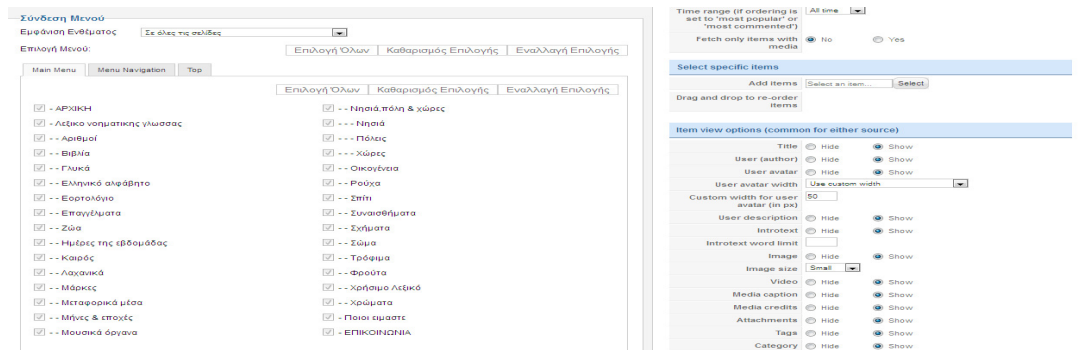 Σύνδεση Μενού
Εμφάνιση Ενθέματος Σε όλες τις σελίδες
Επιλογή Μενού: Επιλογή Όλων Καθαρισμός Επιλογής Εναλλαγή Επιλογής
Main Menu Menu Navigation Top
Επιλογή Όλων Καθαρισμός Επιλογής Εναλλαγή Επιλογής
- ΑΡΧΙΚΗ
- Λεξικο νοηματικης γλωσσας
- - Αριθμοί
- - Βιβλία
- - Γλυκά
- - Ελληνικό αλφάβητο
- - Εορτολόγιο
- - Επαγγέλματα
- - Ζώα
- - Ημέρες της εβδομάδας
- - Καιρός
- - Λαχανικά
- - Μάρκες
- - Μεταφορικά μέσα
- - Μήνες & εποχές
- - Μουσικά όργανα
- - Νησιά,πόλη & χώρες
- - - Νησιά
- - - Πόλεις
- - - Χώρες
- - Οικογένεια
- - Ρούχα
- - Σπίτι
- - Συναισθήματα
- - Σχήματα
- - Σώμα
- - Τρόφιμα
- - Φρούτα
- - Χρήσιμο Λεξικό
- - Χρώματα
- Ποιοι ειμαστε
- ΕΠΙΚΟΙΝΩΝΙΑ
Time range (if ordering is All time
set to 'most popular' or
'most commented')
Fetch only items with No Yes
media
Select specific items
Add items Select an item... Select
Drag and drop to re-order
items
Item view options (common for either source)
Title Hide Show
User (author) Hide Show
User avatar Hide Show
User avatar width Use custom width
Custom width for user 50
avatar (in px)
User description Hide Show
Introtext Hide Show
Introtext word limit
Image Hide Show
Image size Small
Video Hide Show
Media caption Hide Show
Media credits Hide Show
Attachments Hide Show
Tags Hide Show
Category Hide Show